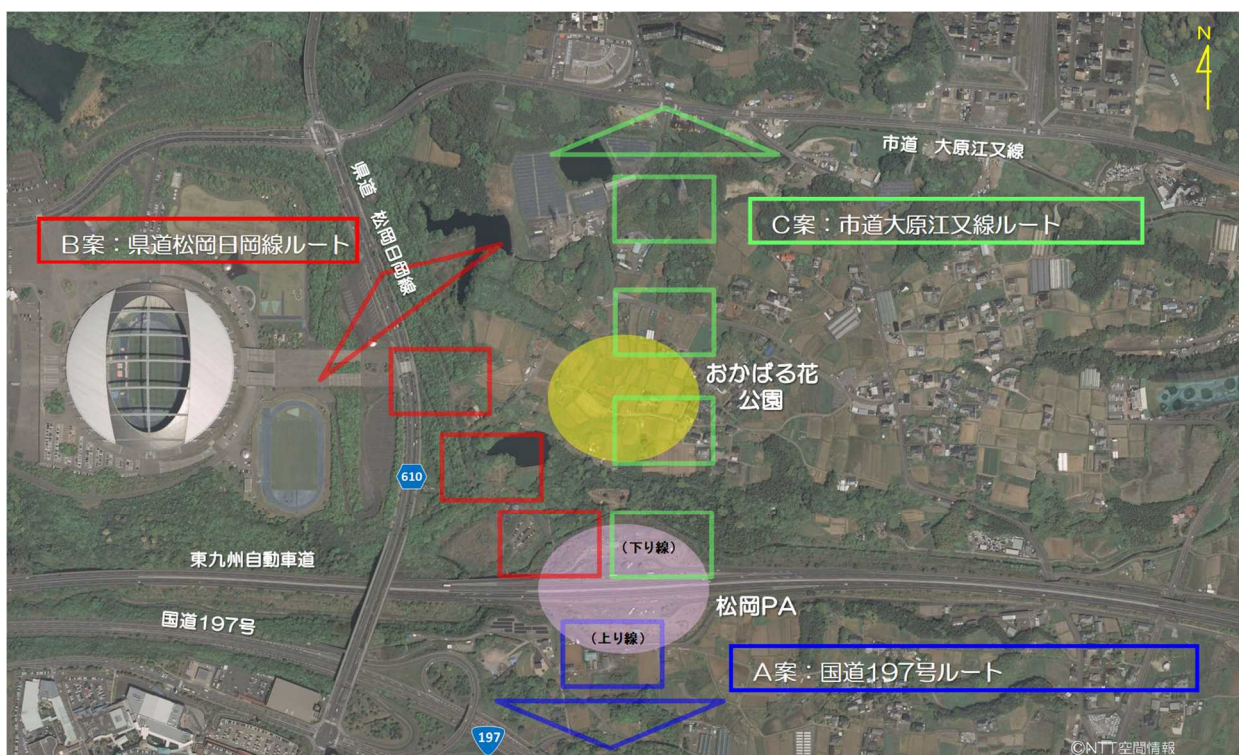 N
市道 大原江又線
県道 松岡日岡線
B案：県道松岡日岡線ルート
C案：市道大原江又線ルート
おかばる花
公園
610
東九州自動車道
（下り線）
松岡PA
国道197号
（上り線）
A案：国道197号ルート
197
©NTT空間情報